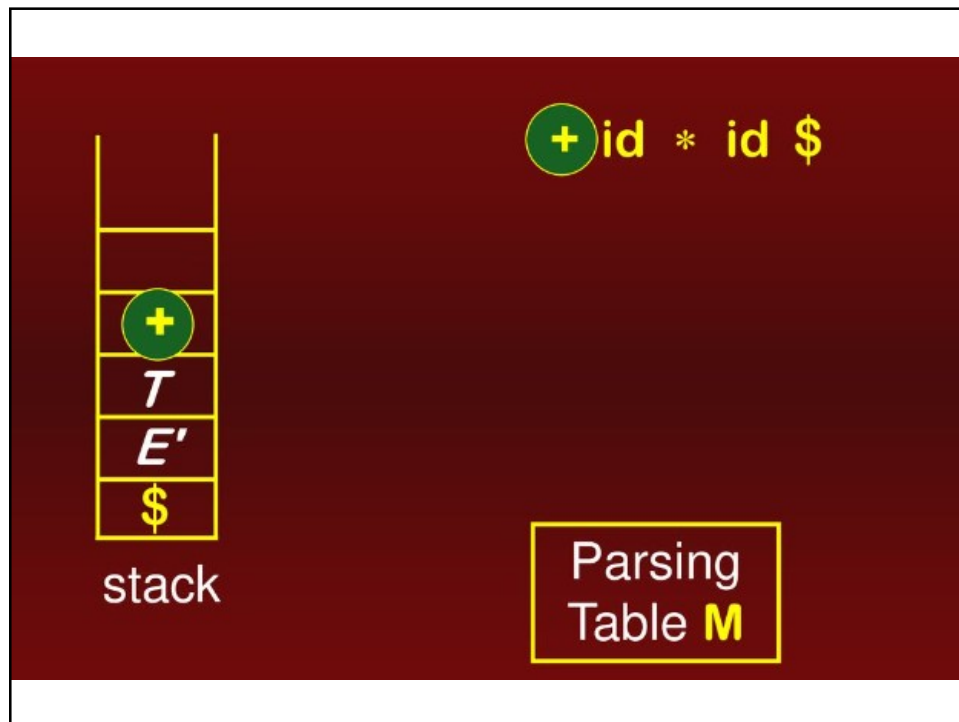 + id * id $
+
T
E'
$
stack
Parsing
Table M